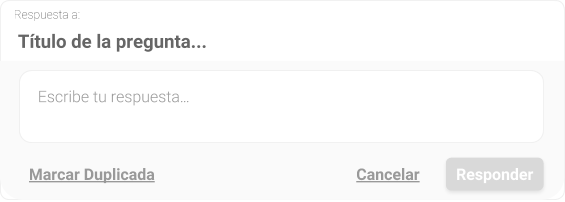 Respuesta a:
Título de la pregunta...
Escribe tu respuesta...
Marcar Duplicada
Cancelar
Responder